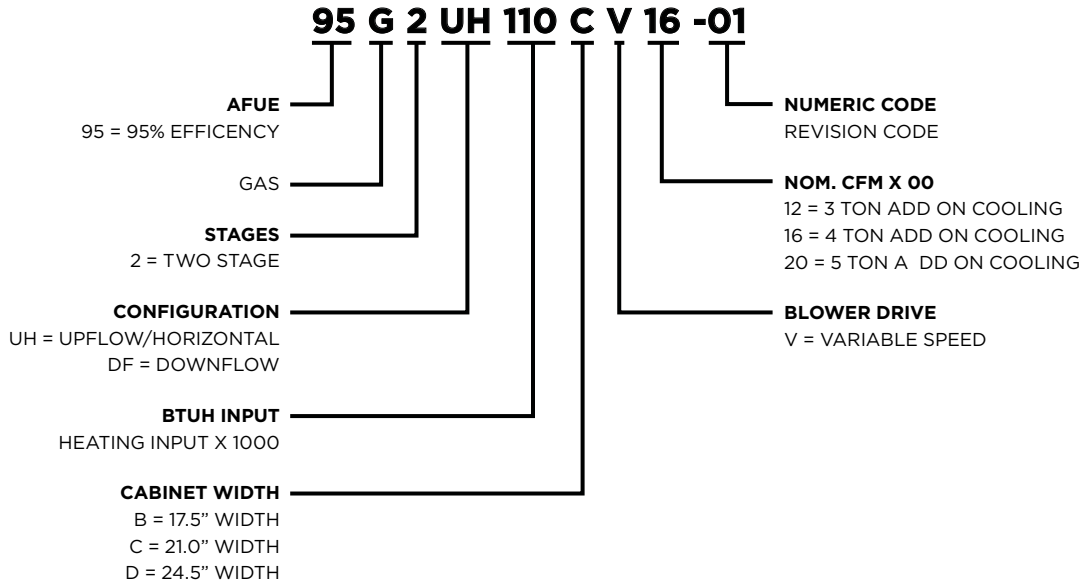 95 G 2 UH 110 C V 16 -01
AFUE
95 = 95% EFFICENCY
GAS
STAGES
2 = TWO STAGE
CONFIGURATION
UH = UPFLOW/HORIZONTAL
DF = DOWNFLOW
BTUH INPUT
HEATING INPUT X 1000
CABINET WIDTH
B = 17.5” WIDTH
C = 21.0” WIDTH
D = 24.5” WIDTH
NUMERIC CODE
REVISION CODE
NOM. CFM X 00
12 = 3 TON ADD ON COOLING
16 = 4 TON ADD ON COOLING
20 = 5 TON A DD ON COOLING
BLOWER DRIVE
V = VARIABLE SPEED